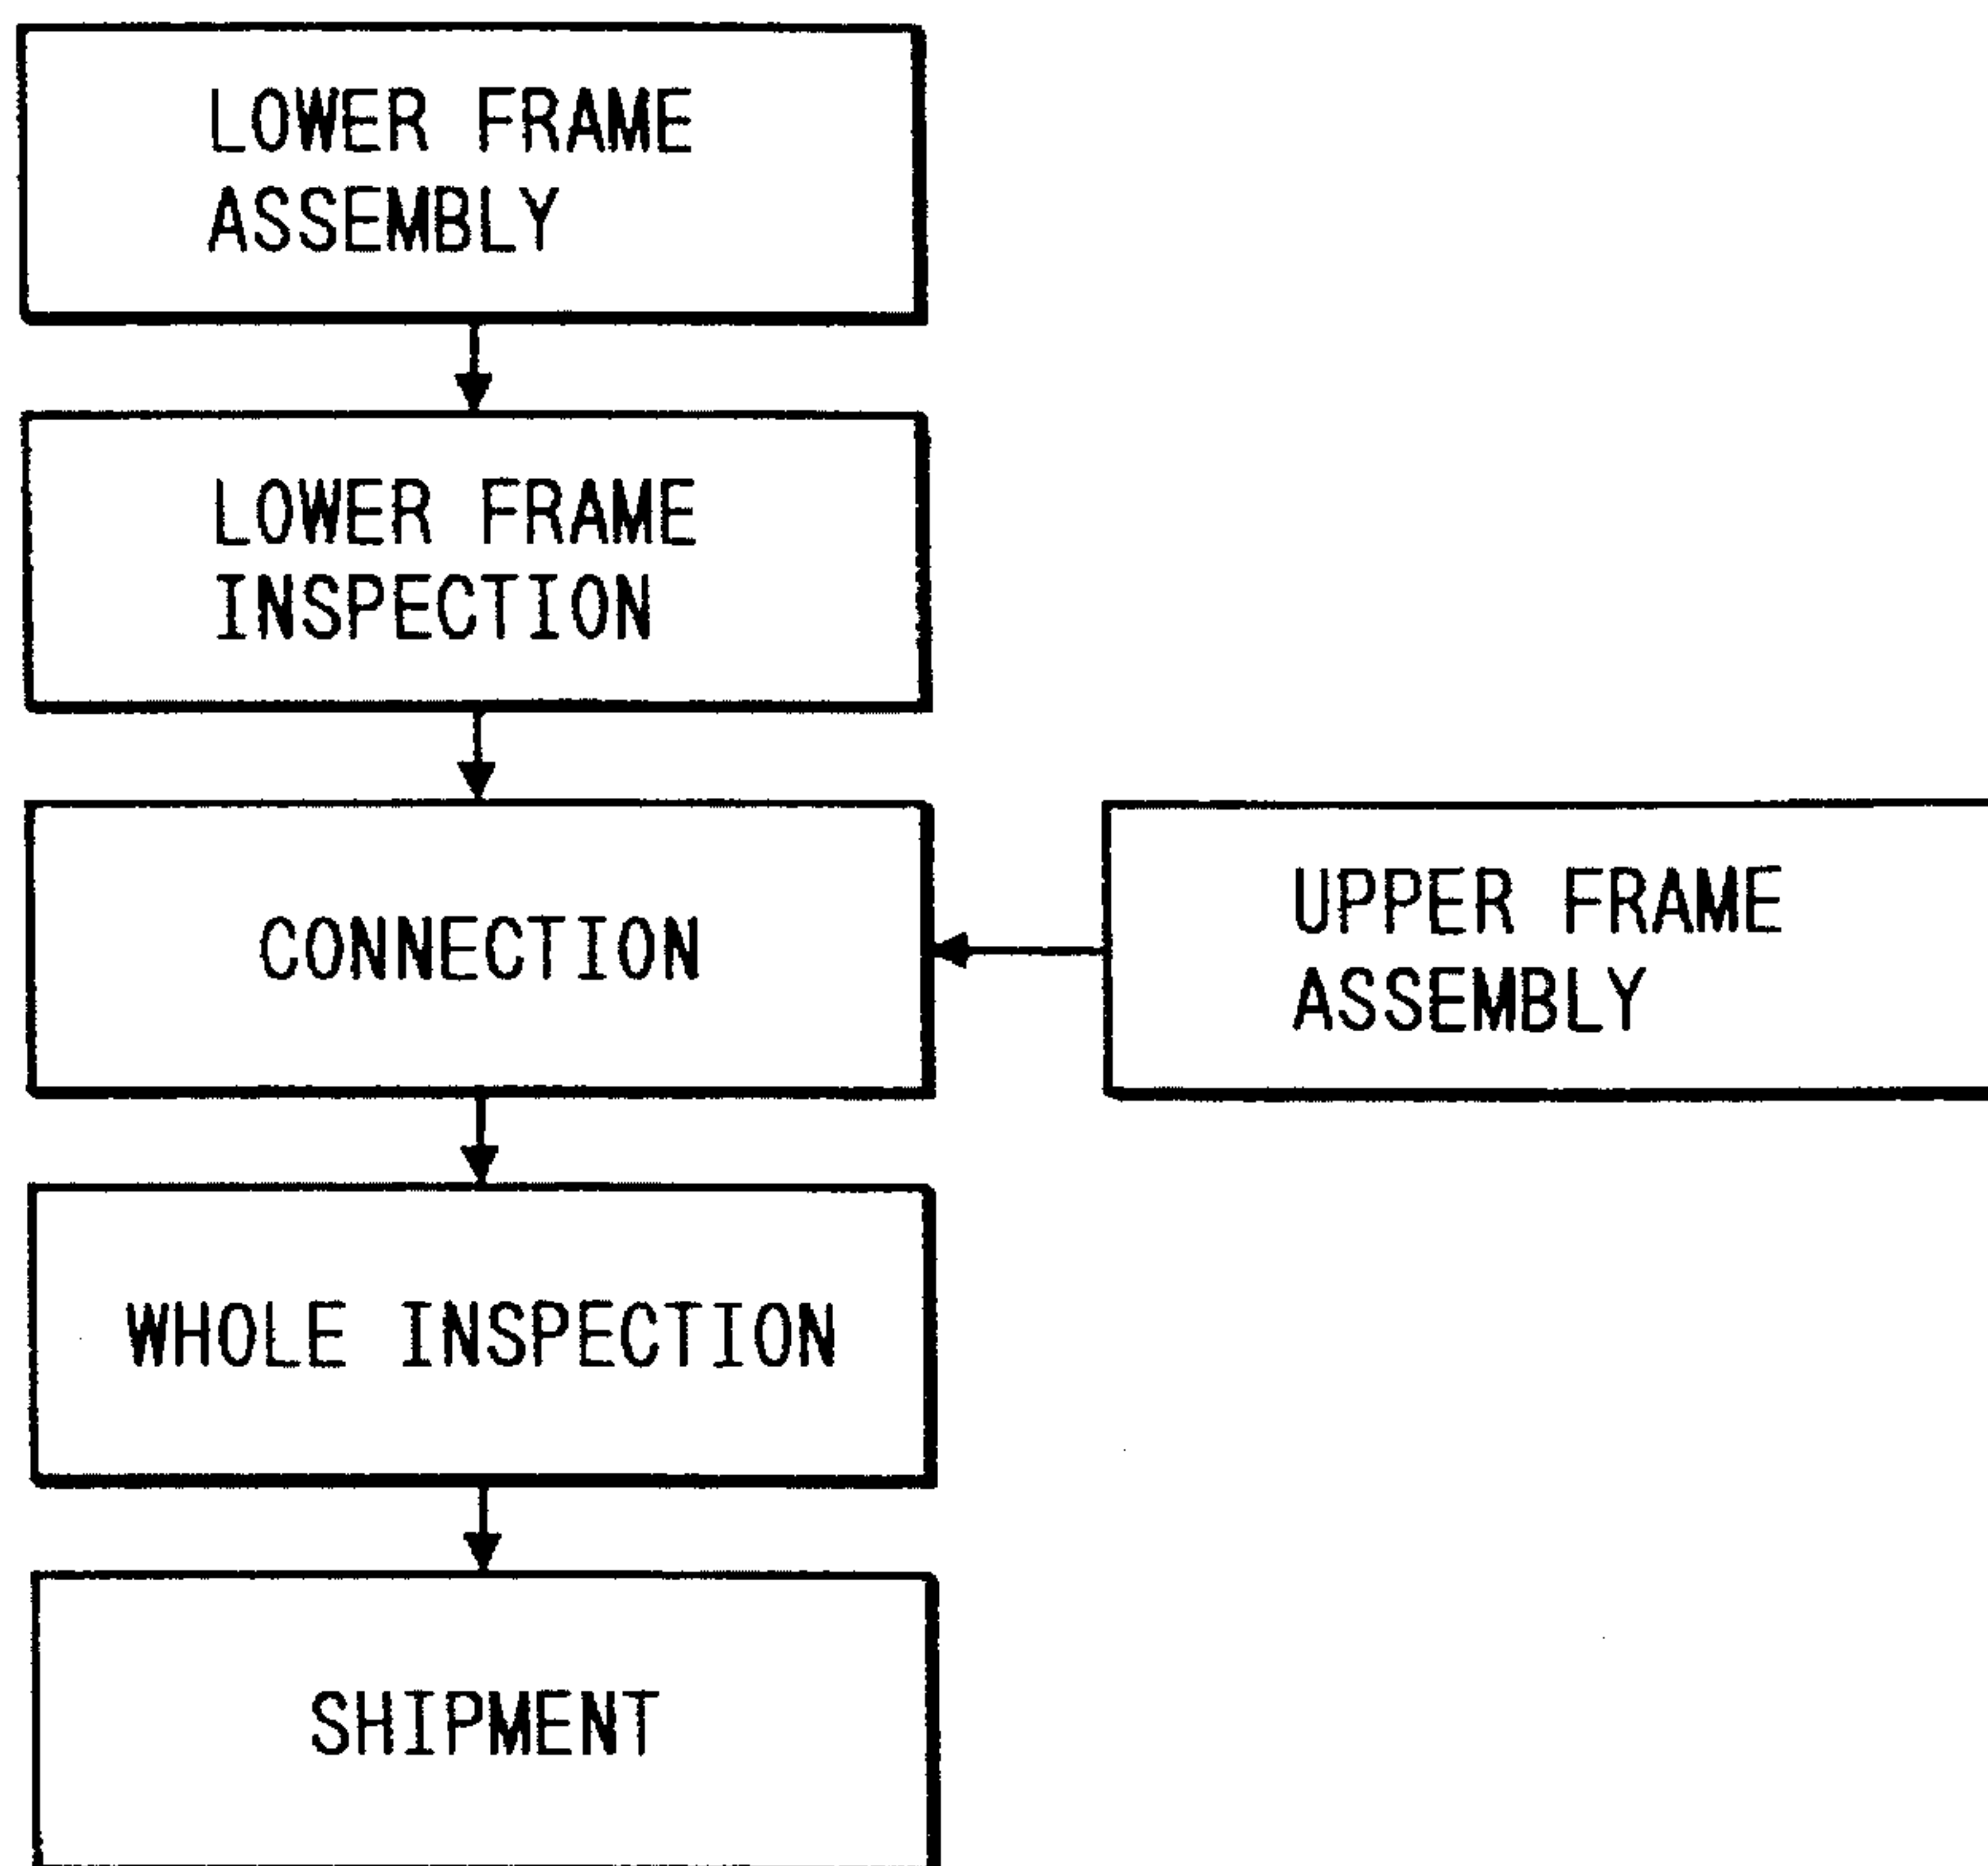 LOWER FRAME
ASSEMBLY
LOWER FRAME
INSPECTION
CONNECTION
UPPER FRAME
ASSEMBLY
WHOLE INSPECTION
SHIPMENT